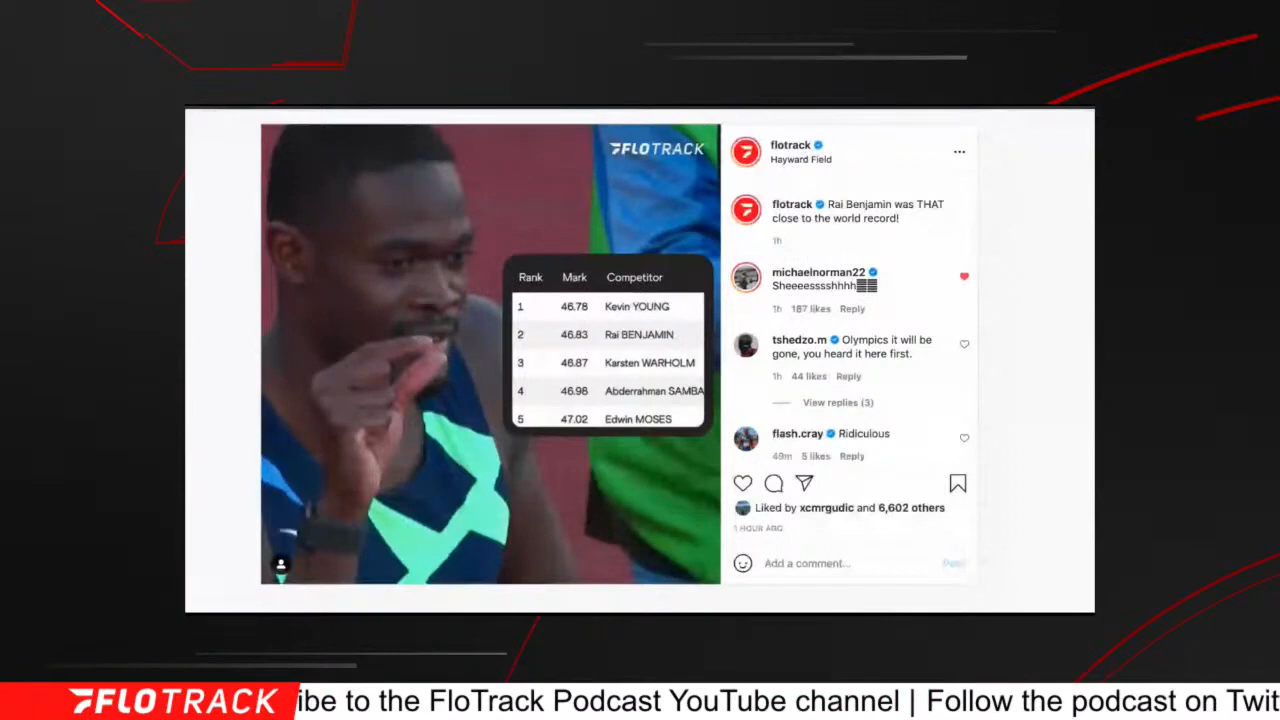 FLOTRACK
Rank Mark Competitor
1 46.78 Kevin YOUNG
2 46.83 Rai BENJAMIN
3 46.87 Karsten WARHOLM
4 46.98 Abderrahman SAMBA
5 47.02 Edwin MOSES
flotrack
Hayward Field
flotrack Rai Benjamin was THAT
close to the world record!
1h
michaelnorman22
Sheeeesssshhhh
1h 187 likes Reply
tshedzo.m Olympics it will be
gone, you heard it here first.
1h 44 likes Reply
View replies (3)
flash.cray Ridiculous
49m 5 likes Reply
Liked by xcmrgudic and 6,602 others
1 HOUR AGO
Add a comment...
Post
FLOTRACK
ibe to the FloTrack Podcast YouTube channel | Follow the podcast on Twit